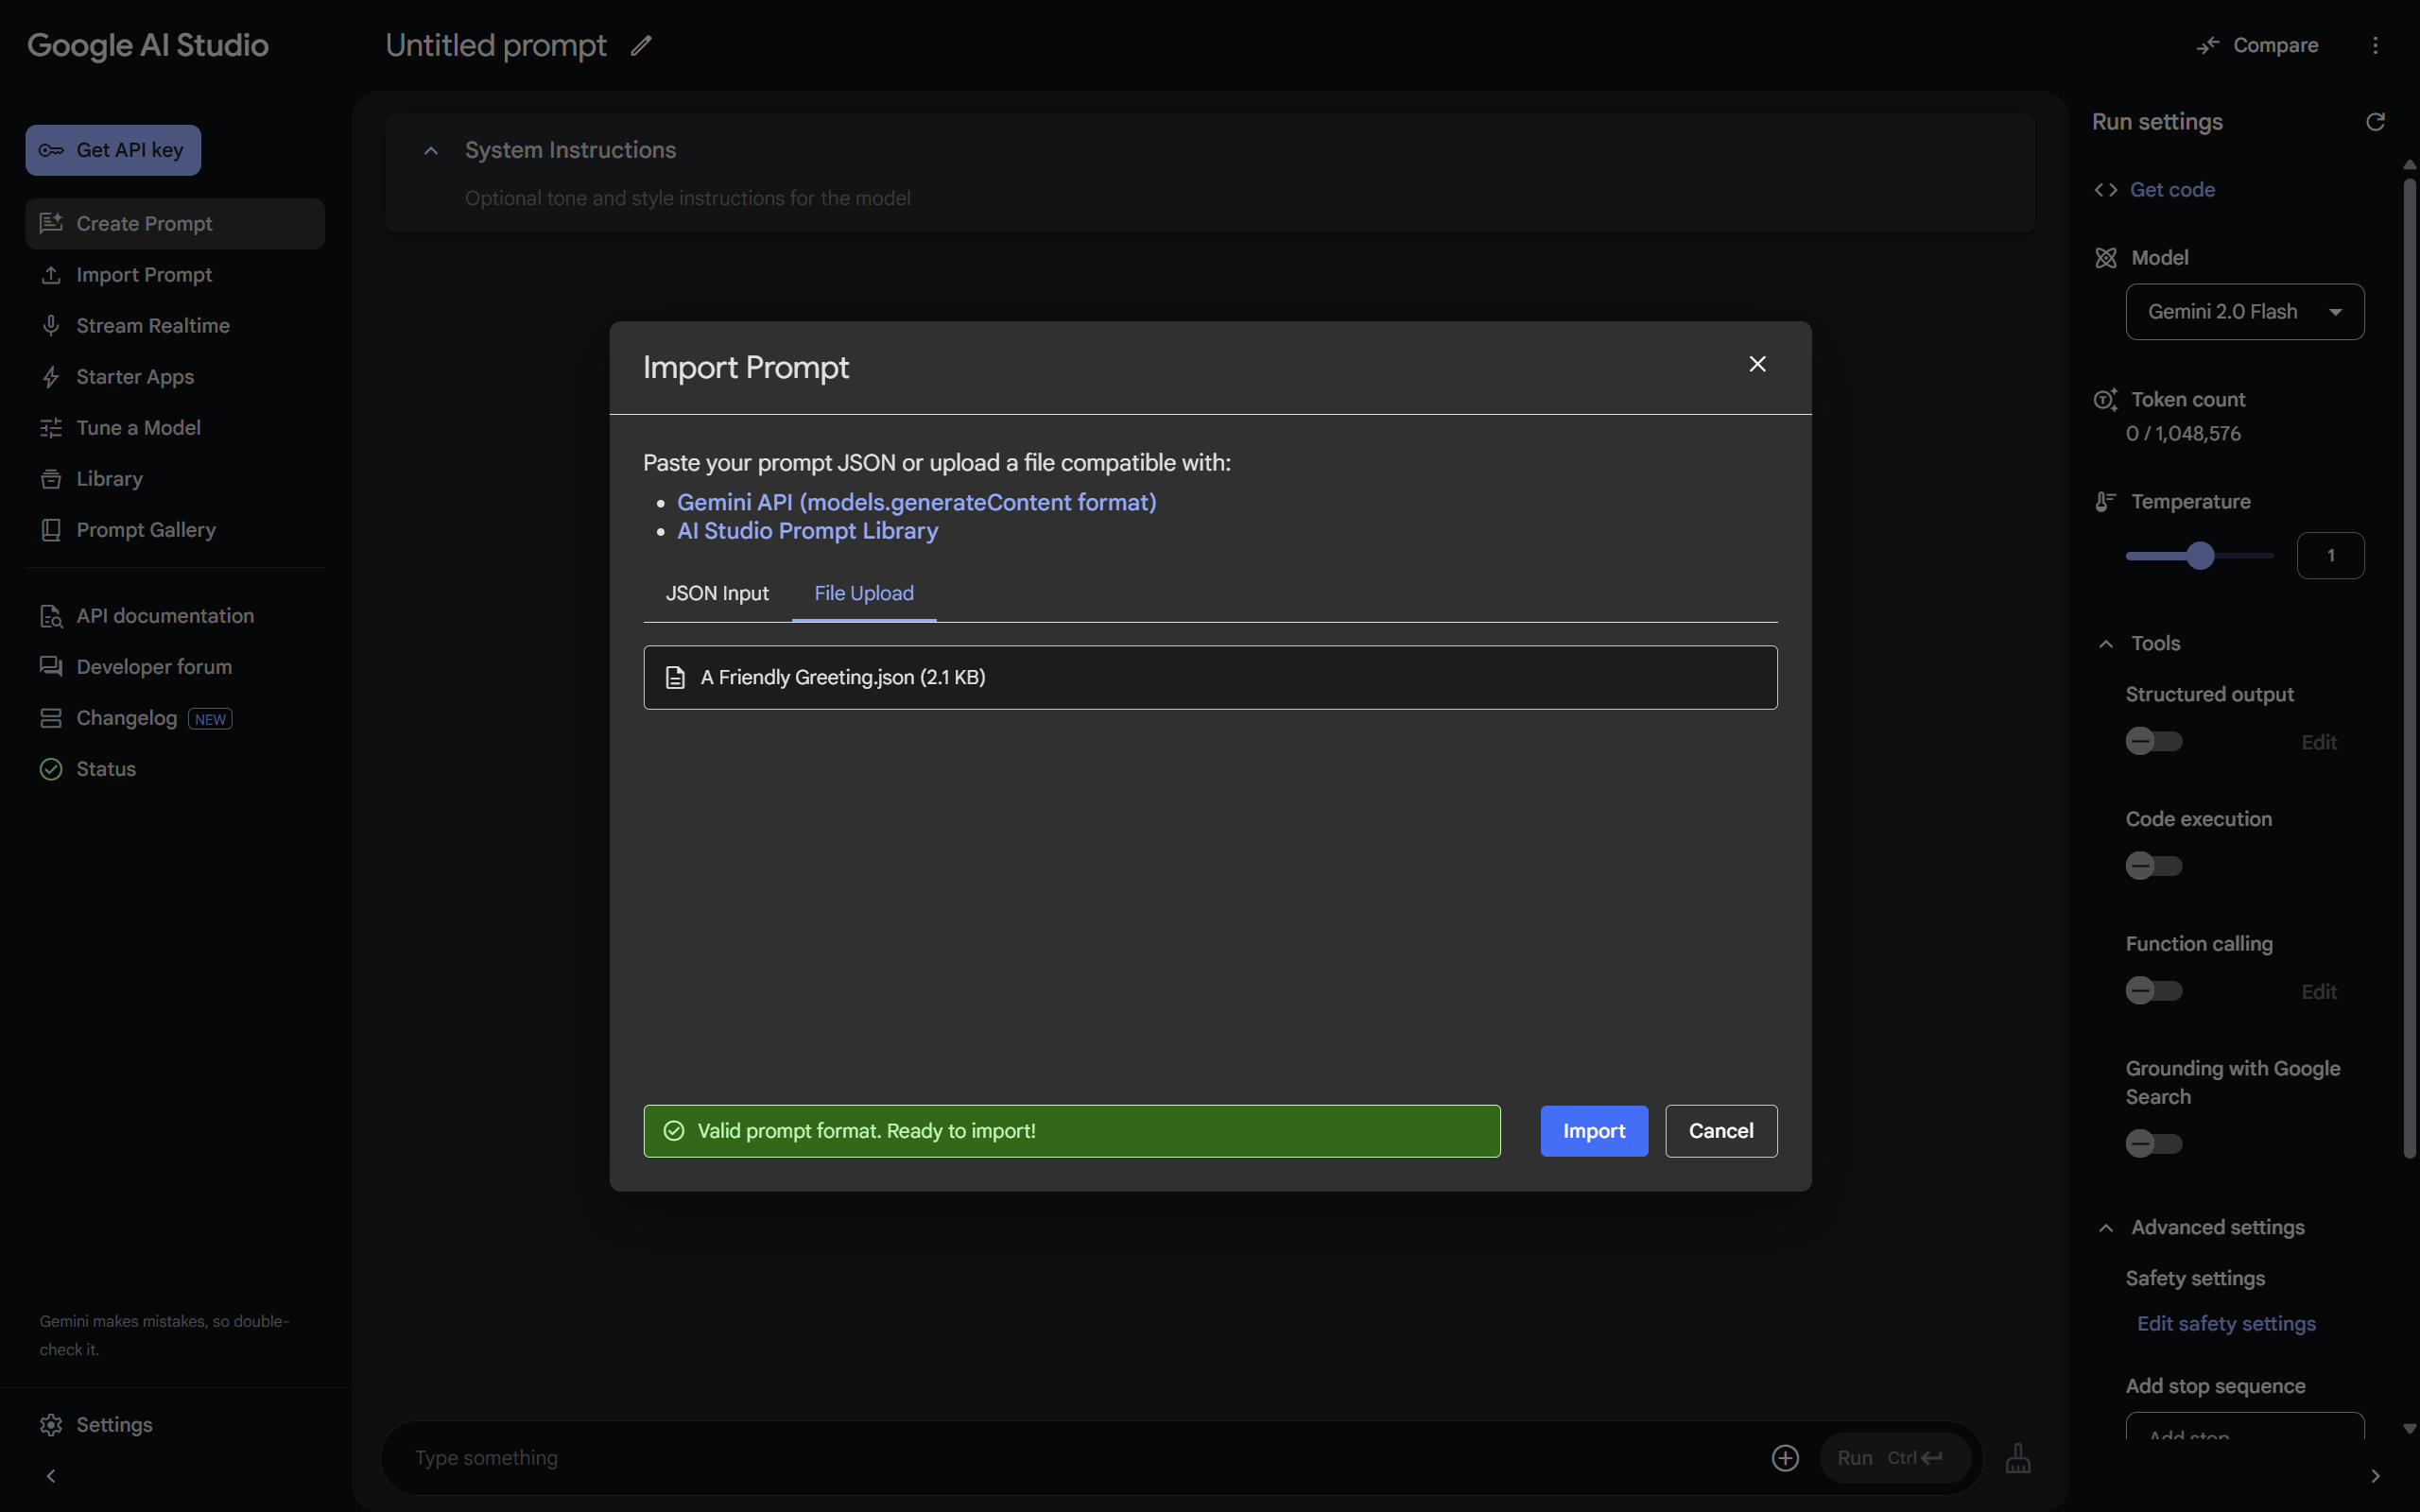 Google AI Studio
Untitled prompt
Compare
Get API key
Create Prompt
Import Prompt
Stream Realtime
Starter Apps
Tune a Model
Library
Prompt Gallery
API documentation
Developer forum
Changelog NEW
Status
Gemini makes mistakes, so double-
check it.
Settings
System Instructions
Optional tone and style instructions for the model
Import Prompt
Paste your prompt JSON or upload a file compatible with:
• Gemini API (models.generateContent format)
• AI Studio Prompt Library
JSON Input File Upload
A Friendly Greeting.json (2.1 KB)
Valid prompt format. Ready to import!
Import Cancel
Type something
Run Ctrl
Run settings
Get code
Model
Gemini 2.0 Flash
Token count
0 / 1,048,576
Temperature
1
Tools
Structured output
Edit
Code execution
Function calling
Edit
Grounding with Google
Search
Advanced settings
Safety settings
Edit safety settings
Add stop sequence
Add stop